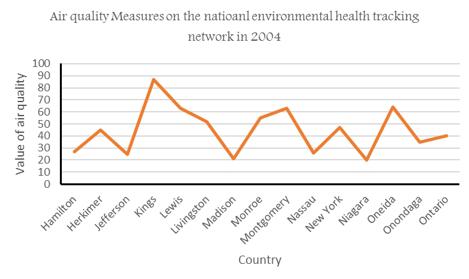 Air quality Measures on the natioanl environmental health tracking
network in 2004
Value of air quality
100
90
80
70
60
50
40
30
20
10
0
Hamilton
Herkimer
Jefferson
Kings
Lewis
Livingston
Madison
Monroe
Montgomery
Nassau
New York
Niagara
Oneida
Onondaga
Ontario
Country